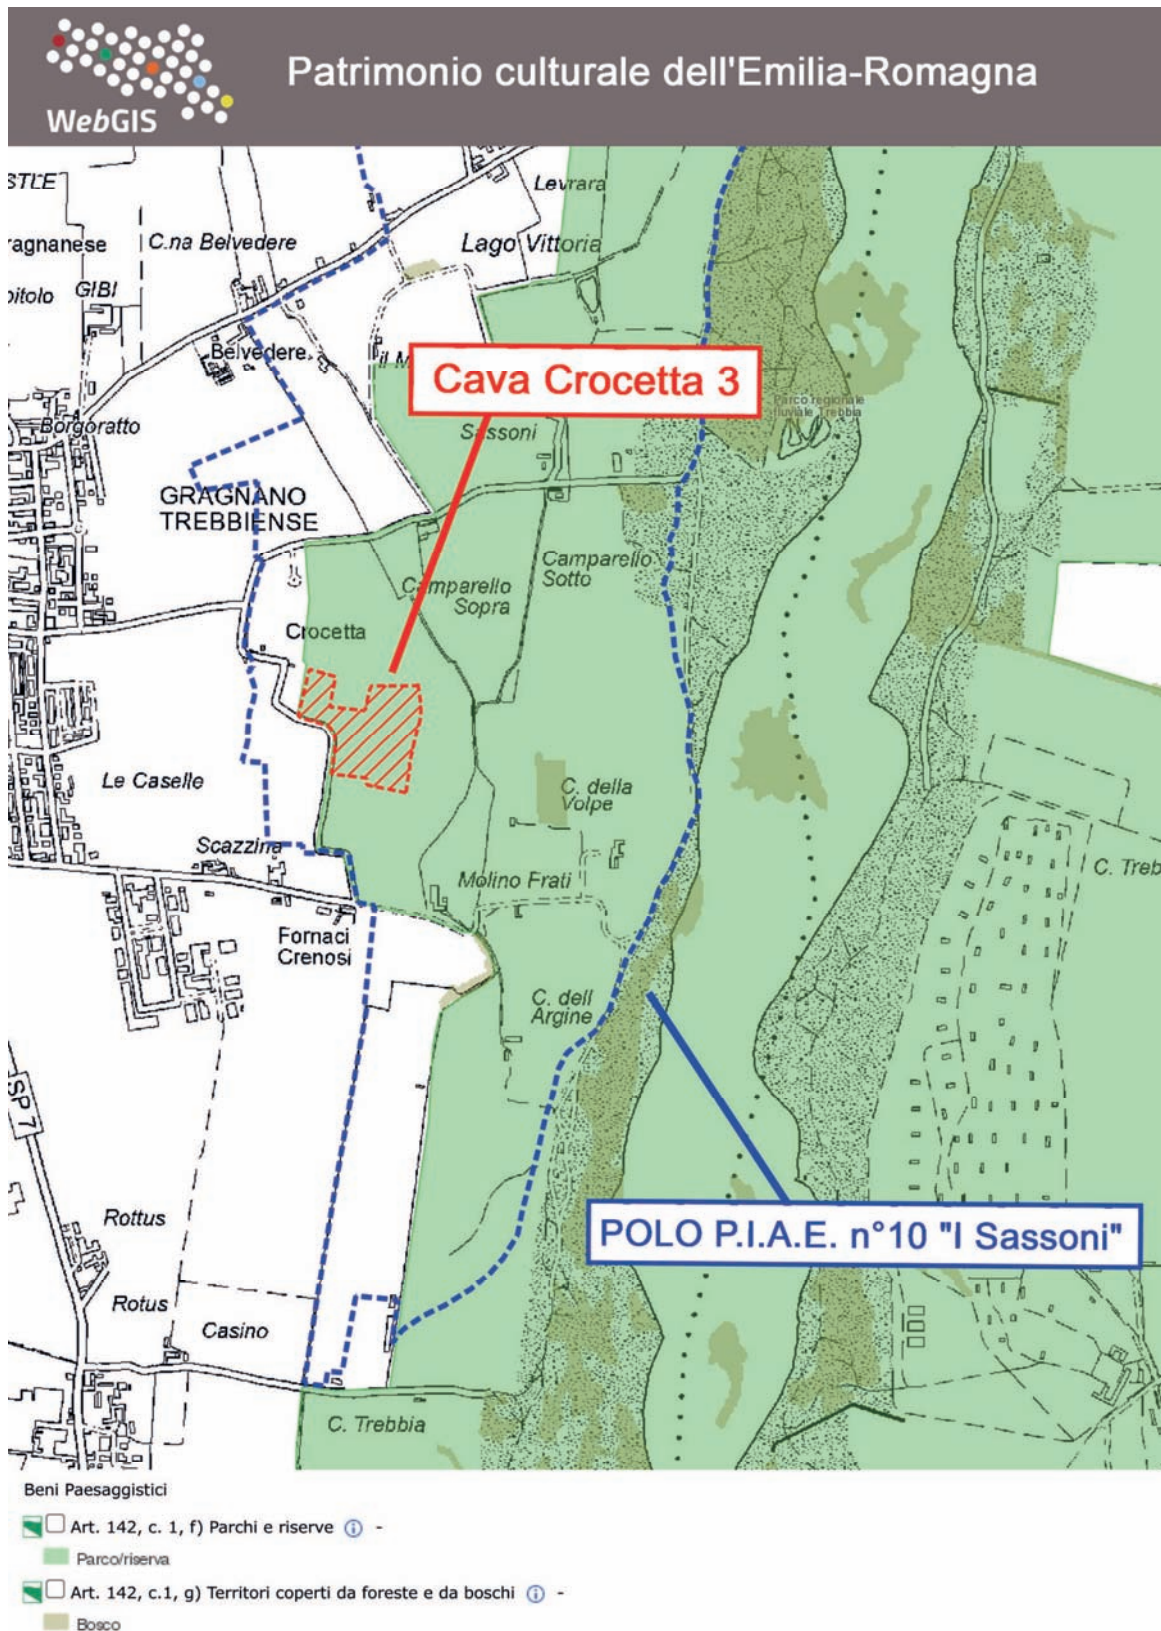 WebGIS
Patrimonio culturale dell'Emilia-Romagna
STLE
Levrara
ragnanese
C.na Belvedere
Lago Vittoria
pitolo
GIBI
Belvedere
il M
Cava Crocetta 3
Parco regionale
fluviale Trebbia
Borgoratto
Sassoni
GRAGNANO
TREBBIENSE
Camparello
Sotto
Camparello
Sopra
Crocetta
Le Caselle
C. della
Volpe
Scazzina
Molino Frati
C. Treb
Fornaci
Crenosi
C. dell
Argine
SP 7
Rottus
POLO P.I.A.E. n°10 "I Sassoni"
Rotus
Casino
C. Trebbia
Beni Paesaggistici
Art. 142, c. 1, f) Parchi e riserve i -
Parco/riserva
Art. 142, c.1, g) Territori coperti da foreste e da boschi i -
Bosco